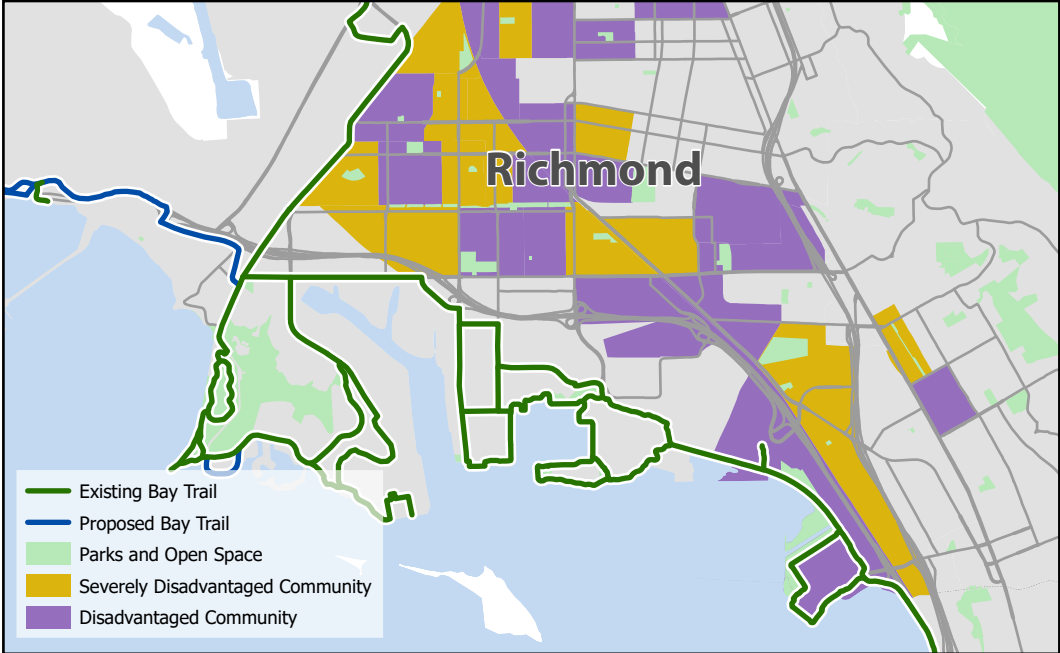 Richmond
Existing Bay Trail
Proposed Bay Trail
Parks and Open Space
Severely Disadvantaged Community
Disadvantaged Community